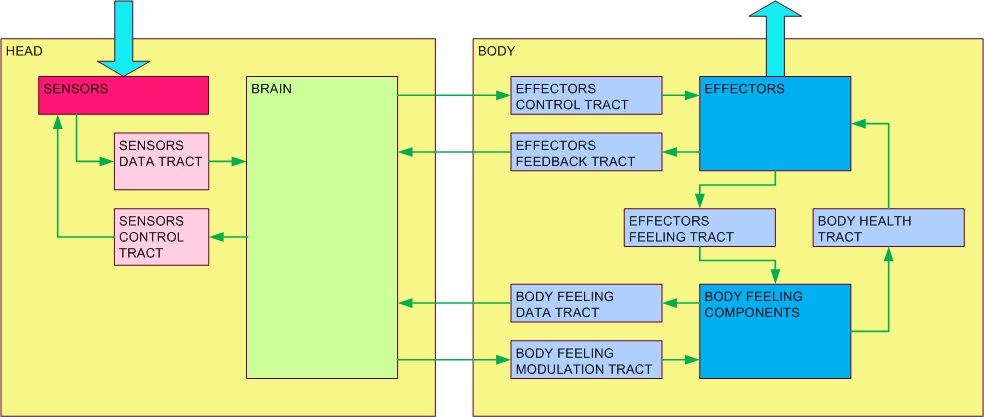 HEAD
SENSORS
SENSORS
DATA TRACT
SENSORS
CONTROL
TRACT
BRAIN
BODY
EFFECTORS
CONTROL TRACT
EFFECTORS
EFFECTORS
FEEDBACK TRACT
EFFECTORS
FEELING TRACT
BODY HEALTH
TRACT
BODY FEELING
DATA TRACT
BODY FEELING
COMPONENTS
BODY FEELING
MODULATION TRACT